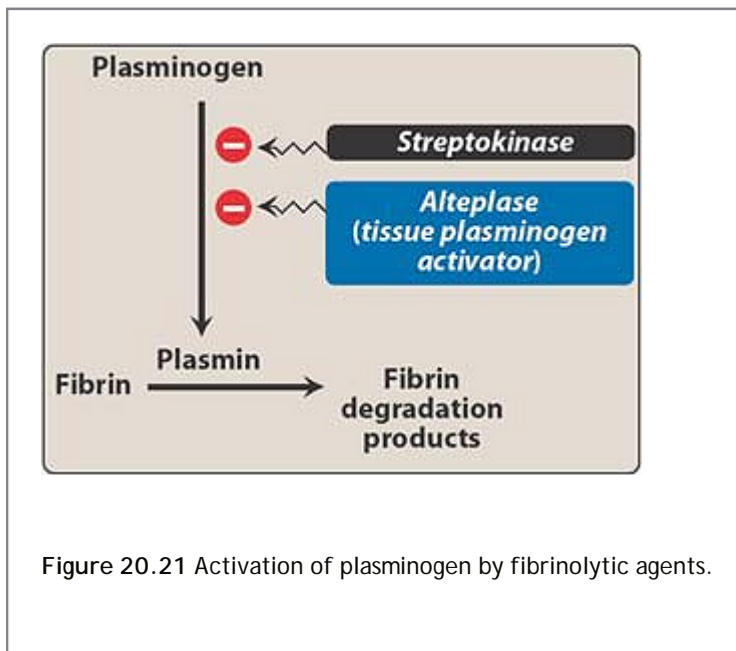 Plasminogen
Streptokinase
Alteplase
(tissue plasminogen
activator)
Plasmin
Fibrin
Fibrin
degradation
products
Figure 20.21 Activation of plasminogen by fibrinolytic agents.